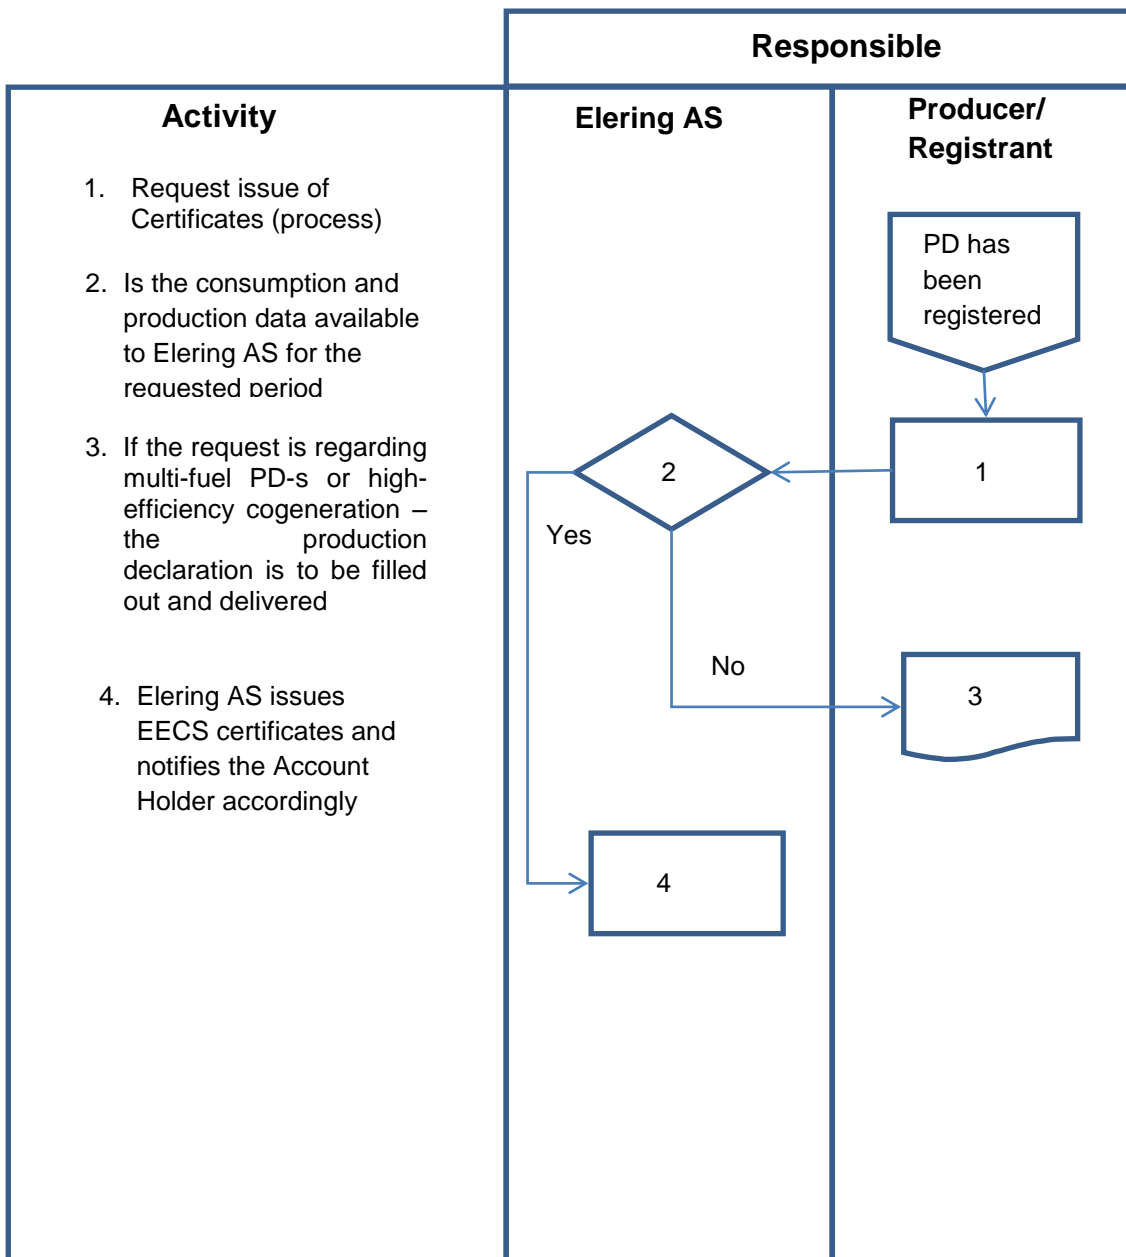 Responsible
Activity
Elering AS
Producer/
Registrant
1. Request issue of
Certificates (process)
2. Is the consumption and
production data available
to Elering AS for the
requested period
3. If the request is regarding
multi-fuel PD-s or high-
efficiency cogeneration –
the production
declaration is to be filled
out and delivered
4. Elering AS issues
EECS certificates and
notifies the Account
Holder accordingly
PD has
been
registered
1
2
Yes
No
3
4